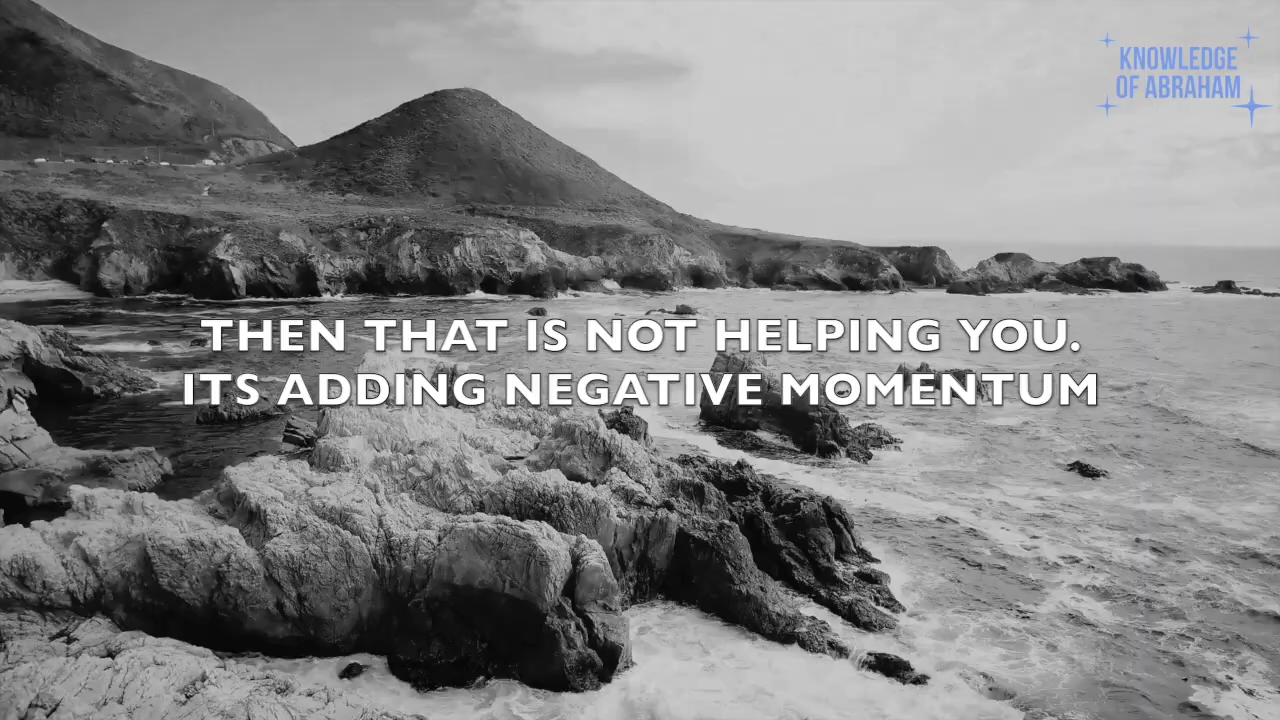 KNOWLEDGE
OF ABRAHAM
THEN THAT IS NOT HELPING YOU.
ITS ADDING NEGATIVE MOMENTUM